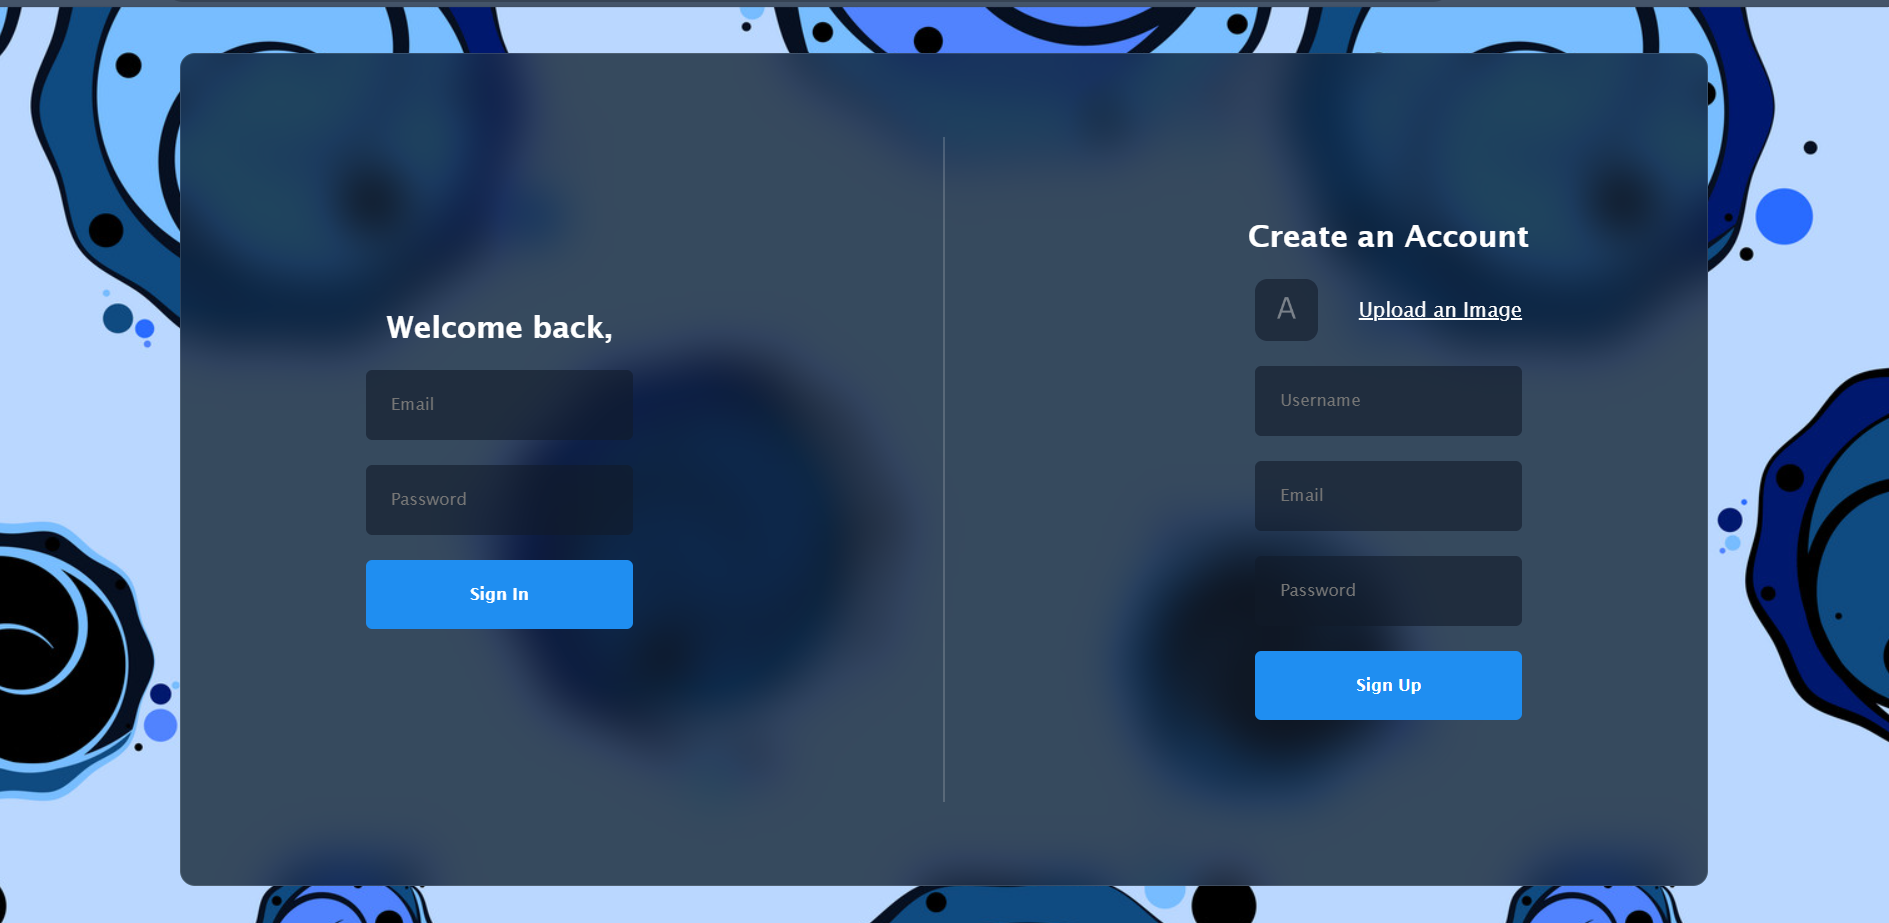 Welcome back,
Email
Password
Sign In
Create an Account
A
Upload an Image
Username
Email
Password
Sign Up